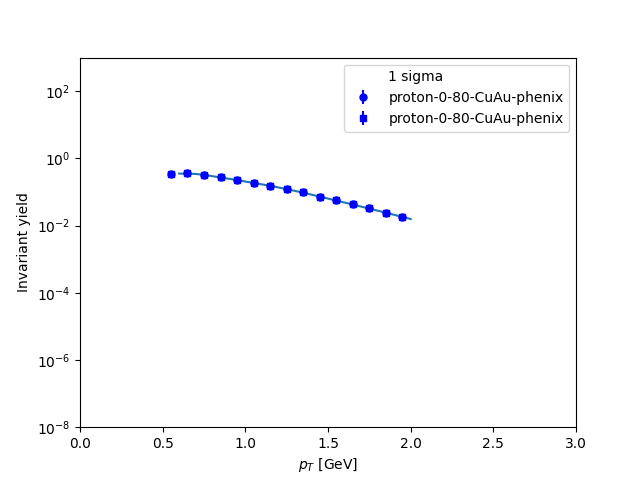 1 sigma
proton-0-80-CuAu-phenix
proton-0-80-CuAu-phenix
10²
10⁰
10⁻²
10⁻⁴
10⁻⁶
10⁻⁸
Invariant yield
0.0 0.5 1.0 1.5 2.0 2.5 3.0
p_T [GeV]